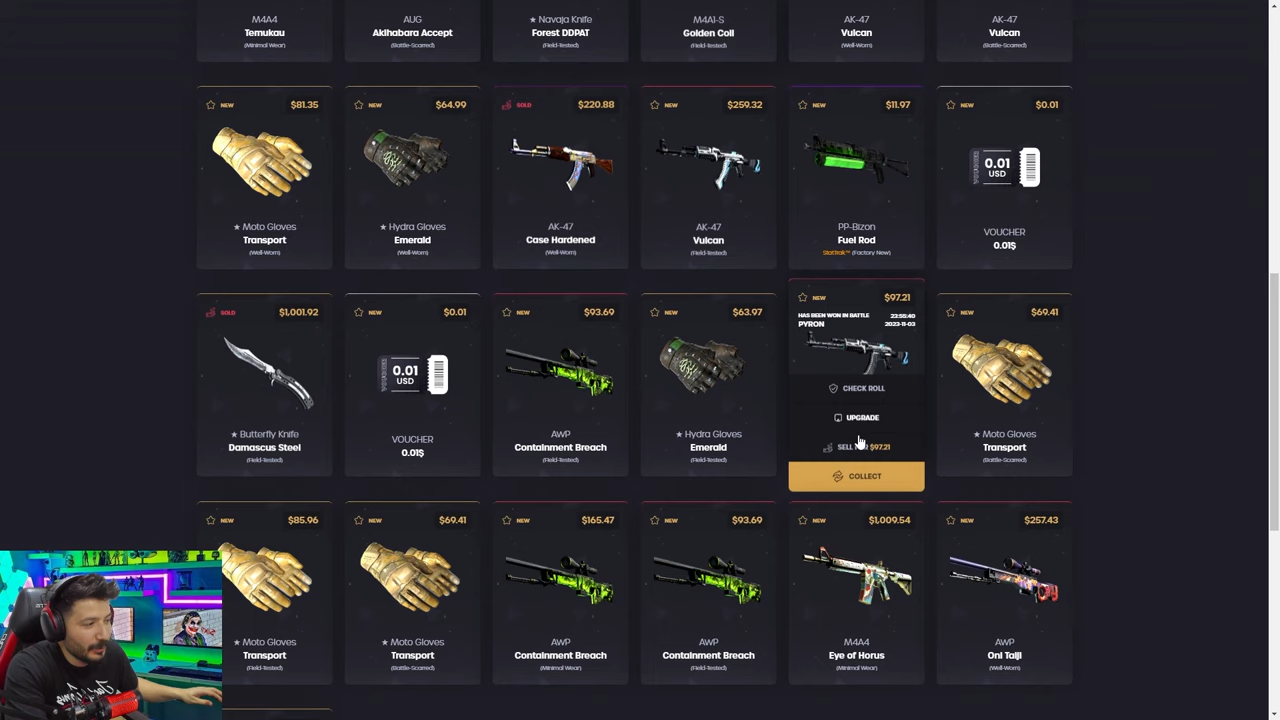 M4A4
Temukau
(Minimal Wear)
AUG
Akihabara Accept
(Battle-Scarred)
★ Navaja Knife
Forest DDPAT
(Field-Tested)
M4A1-S
Golden Coil
(Field-Tested)
AK-47
Vulcan
(Well-Worn)
AK-47
Vulcan
(Battle-Scarred)
NEW $81.35
★ Moto Gloves
Transport
(Well-Worn)
NEW $64.99
★ Hydra Gloves
Emerald
(Well-Worn)
SOLD $220.88
AK-47
Case Hardened
(Well-Worn)
NEW $259.32
AK-47
Vulcan
(Field-Tested)
NEW $11.97
PP-Bizon
Fuel Rod
StatTrak™ (Factory New)
NEW $0.01
VOUCHER
0.01
USD
VOUCHER
0.01$
SOLD $1,001.92
★ Butterfly Knife
Damascus Steel
(Field-Tested)
NEW $0.01
VOUCHER
0.01
USD
VOUCHER
0.01$
NEW $93.69
AWP
Containment Breach
(Field-Tested)
NEW $63.97
★ Hydra Gloves
Emerald
(Field-Tested)
NEW $97.21
HAS BEEN WON IN BATTLE 23:55:40
PYRON 2023-11-03
CHECK ROLL
UPGRADE
SELL $97.21
COLLECT
NEW $69.41
★ Moto Gloves
Transport
(Battle-Scarred)
$85.96
★ Moto Gloves
Transport
(Field-Tested)
NEW $69.41
★ Moto Gloves
Transport
(Battle-Scarred)
NEW $165.47
AWP
Containment Breach
(Minimal Wear)
NEW $93.69
AWP
Containment Breach
(Field-Tested)
NEW $1,009.54
M4A4
Eye of Horus
(Minimal Wear)
NEW $257.43
AWP
Oni Taiji
(Well-Worn)